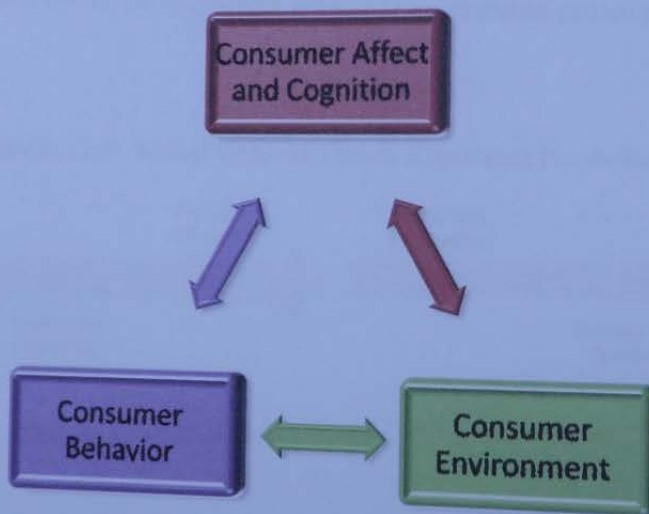 Consumer Affect
and Cognition
Consumer
Behavior
Consumer
Environment